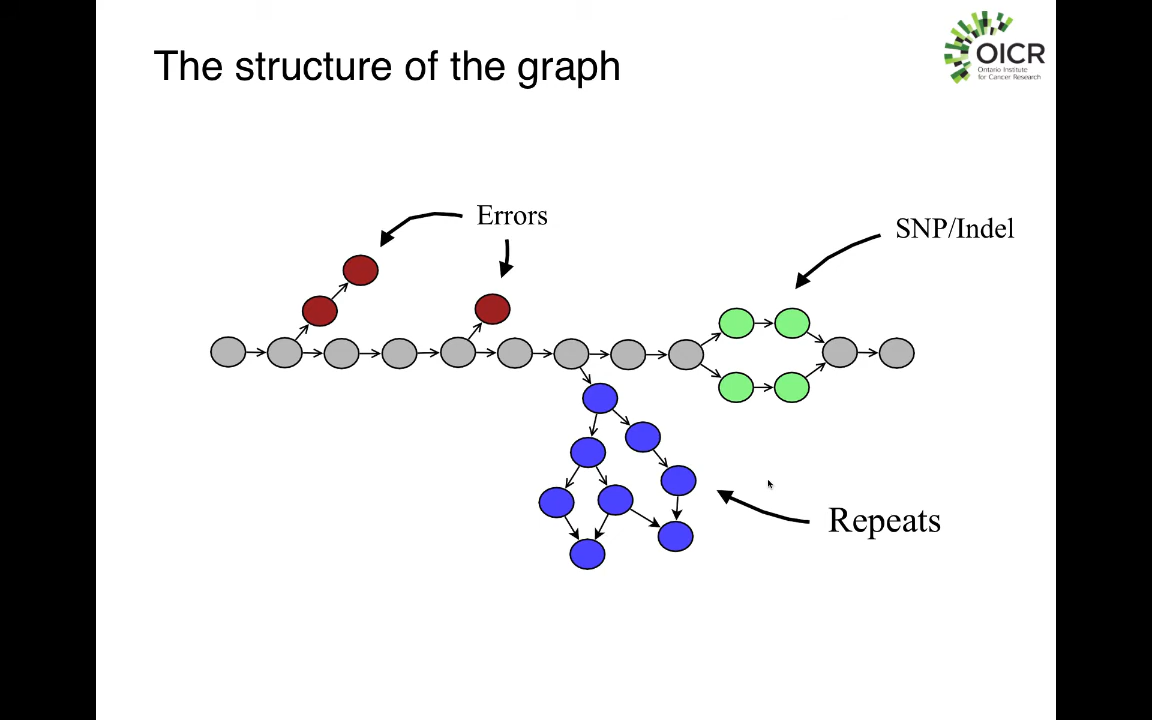 The structure of the graph
OICR
Ontario Institute
for Cancer Research
Errors
SNP/Indel
Repeats